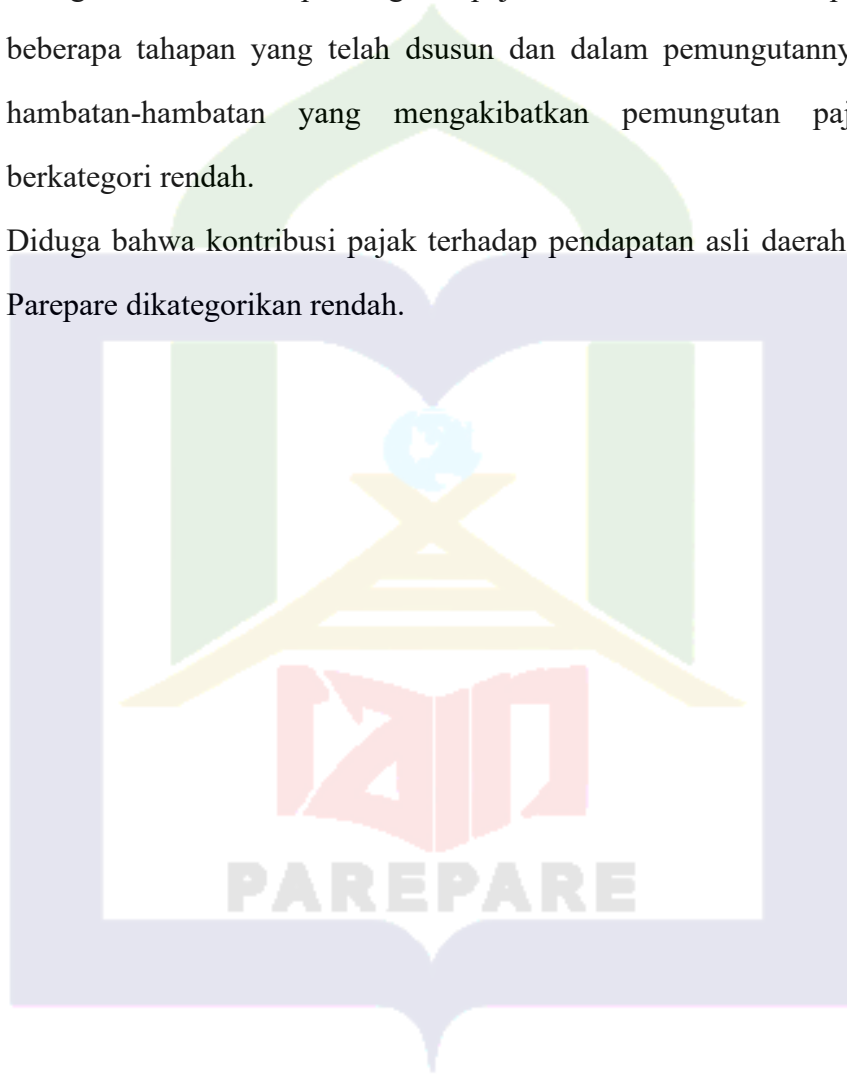 beberapa tahapan yang telah dsusun dan dalam pemungutanny
hambatan-hambatan yang mengakibatkan pemungutan paj
berkategori rendah.
Diduga bahwa kontribusi pajak terhadap pendapatan asli daerah
Parepare dikategorikan rendah.
iain
PAREPARE